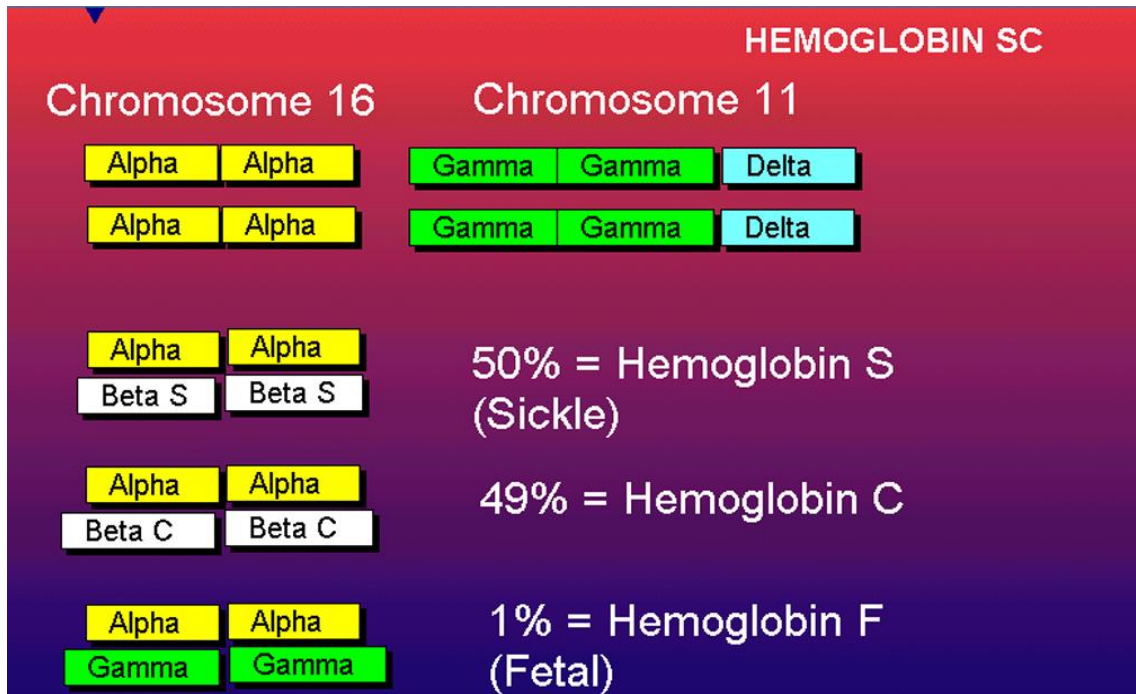 HEMOGLOBIN SC
Chromosome 16 Chromosome 11
Alpha Alpha Gamma Gamma Delta
Alpha Alpha Gamma Gamma Delta
Alpha Alpha
Beta S Beta S
50% = Hemoglobin S
(Sickle)
Alpha Alpha
Beta C Beta C
49% = Hemoglobin C
Alpha Alpha
Gamma Gamma
1% = Hemoglobin F
(Fetal)